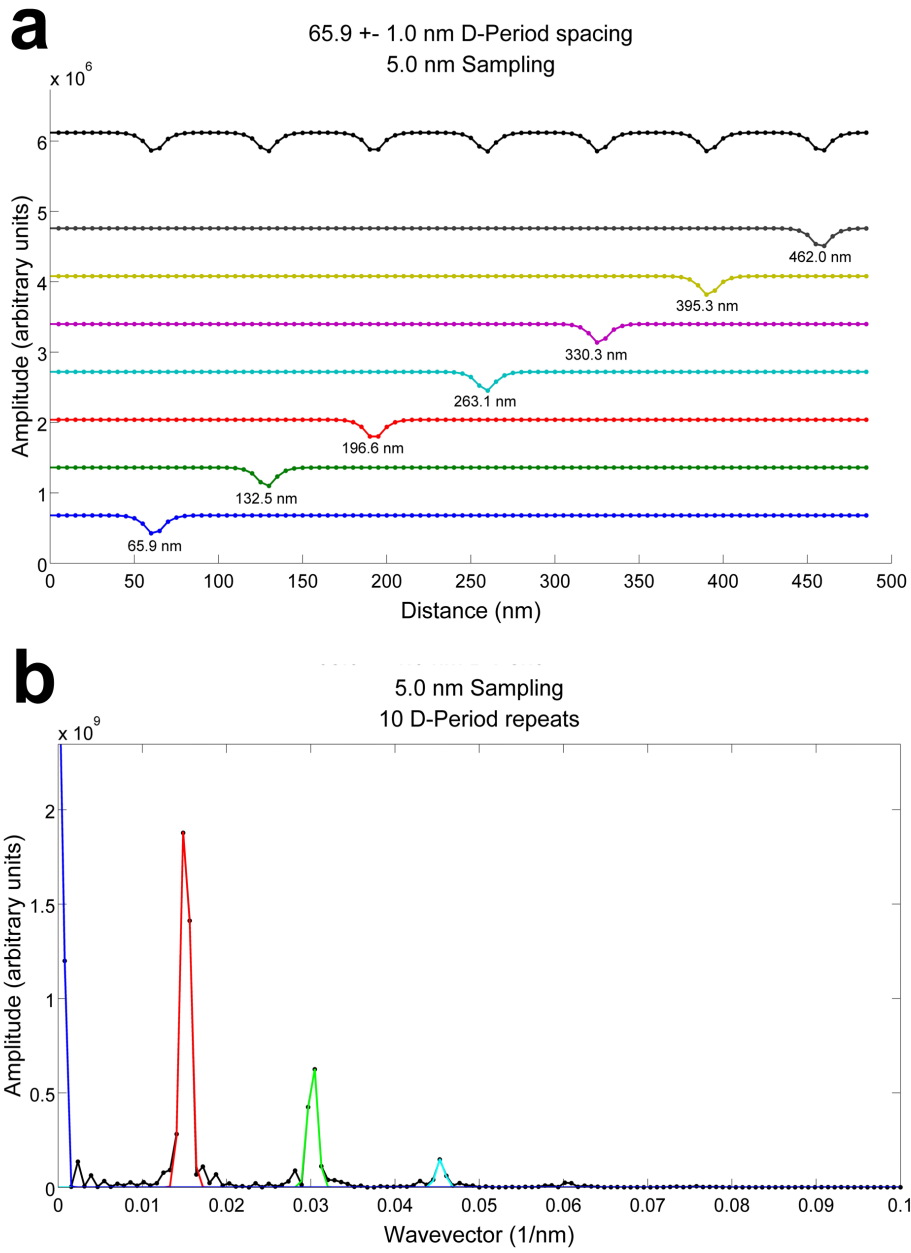 a
65.9 +- 1.0 nm D-Period spacing
5.0 nm Sampling
x 10^6
6
5
4
3
2
1
0
Amplitude (arbitrary units)
462.0 nm
395.3 nm
330.3 nm
263.1 nm
196.6 nm
132.5 nm
65.9 nm
0 50 100 150 200 250 300 350 400 450 500
Distance (nm)
b
5.0 nm Sampling
10 D-Period repeats
x 10^9
2
1.5
1
0.5
0
Amplitude (arbitrary units)
0 0.01 0.02 0.03 0.04 0.05 0.06 0.07 0.08 0.09 0.1
Wavevector (1/nm)